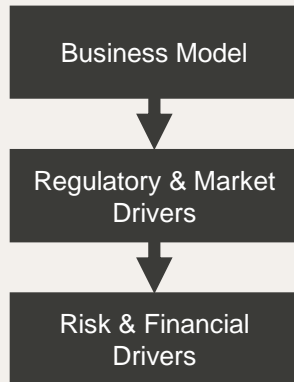 Business Model
Regulatory & Market
Drivers
Risk & Financial
Drivers